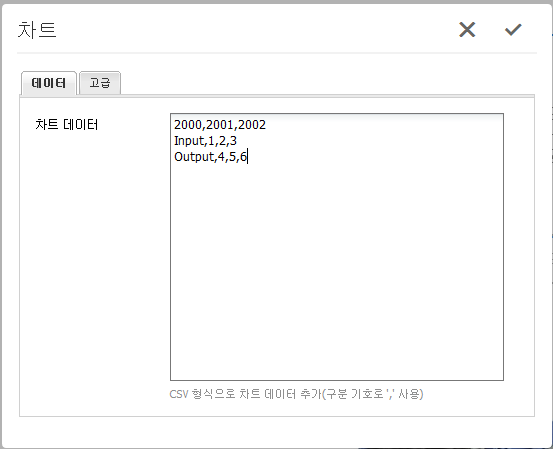 차트
데이터
고급
차트 데이터
2000,2001,2002
Input,1,2,3
Output,4,5,6
CSV 형식으로 차트 데이터 추가(구분 기호로 ',' 사용)